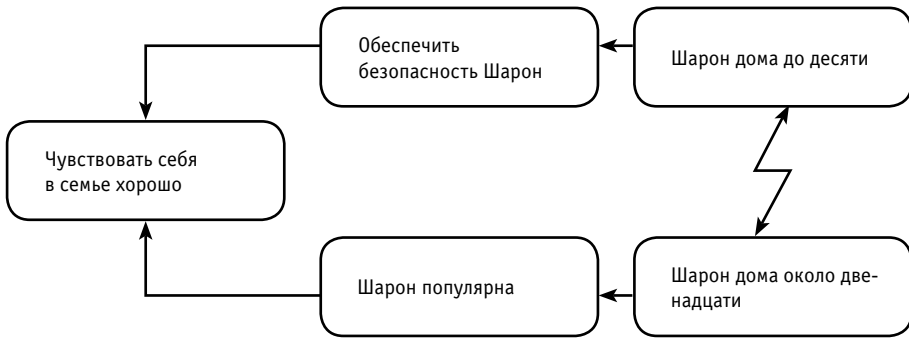 Обеспечить
безопасность Шарон
Шарон дома до десяти
Чувствовать себя
в семье хорошо
Шарон популярна
Шарон дома около две-
надцати